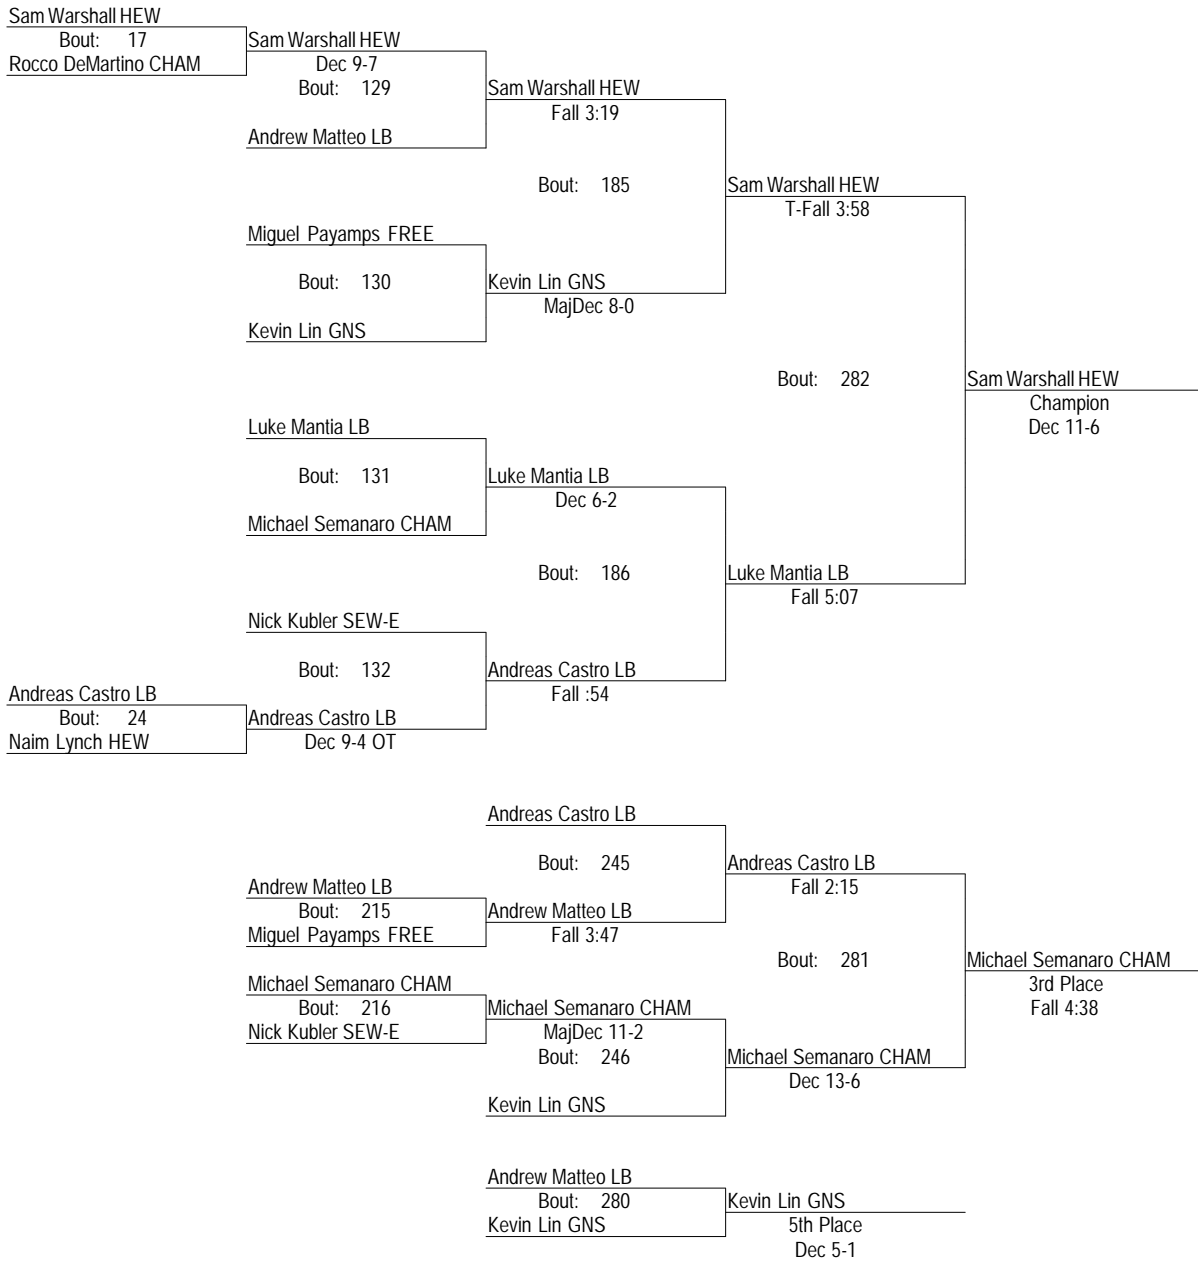 Sam Warshall HEW
Bout: 17
Sam Warshall HEW
Rocco DeMartino CHAM
Dec 9-7
Bout: 129
Sam Warshall HEW
Fall 3:19
Andrew Matteo LB
Bout: 185
Sam Warshall HEW
T-Fall 3:58
Miguel Payamps FREE
Bout: 130
Kevin Lin GNS
MajDec 8-0
Kevin Lin GNS
Bout: 282
Sam Warshall HEW
Champion
Dec 11-6
Luke Mantia LB
Bout: 131
Luke Mantia LB
Dec 6-2
Michael Semanaro CHAM
Bout: 186
Luke Mantia LB
Fall 5:07
Nick Kubler SEW-E
Bout: 132
Andreas Castro LB
Fall :54
Andreas Castro LB
Bout: 24
Andreas Castro LB
Naim Lynch HEW
Dec 9-4 OT
Andreas Castro LB
Bout: 245
Andreas Castro LB
Fall 2:15
Andrew Matteo LB
Bout: 215
Andrew Matteo LB
Miguel Payamps FREE
Fall 3:47
Bout: 281
Michael Semanaro CHAM
3rd Place
Fall 4:38
Michael Semanaro CHAM
Bout: 216
Michael Semanaro CHAM
Nick Kubler SEW-E
MajDec 11-2
Bout: 246
Michael Semanaro CHAM
Dec 13-6
Kevin Lin GNS
Andrew Matteo LB
Bout: 280
Kevin Lin GNS
Kevin Lin GNS
5th Place
Dec 5-1